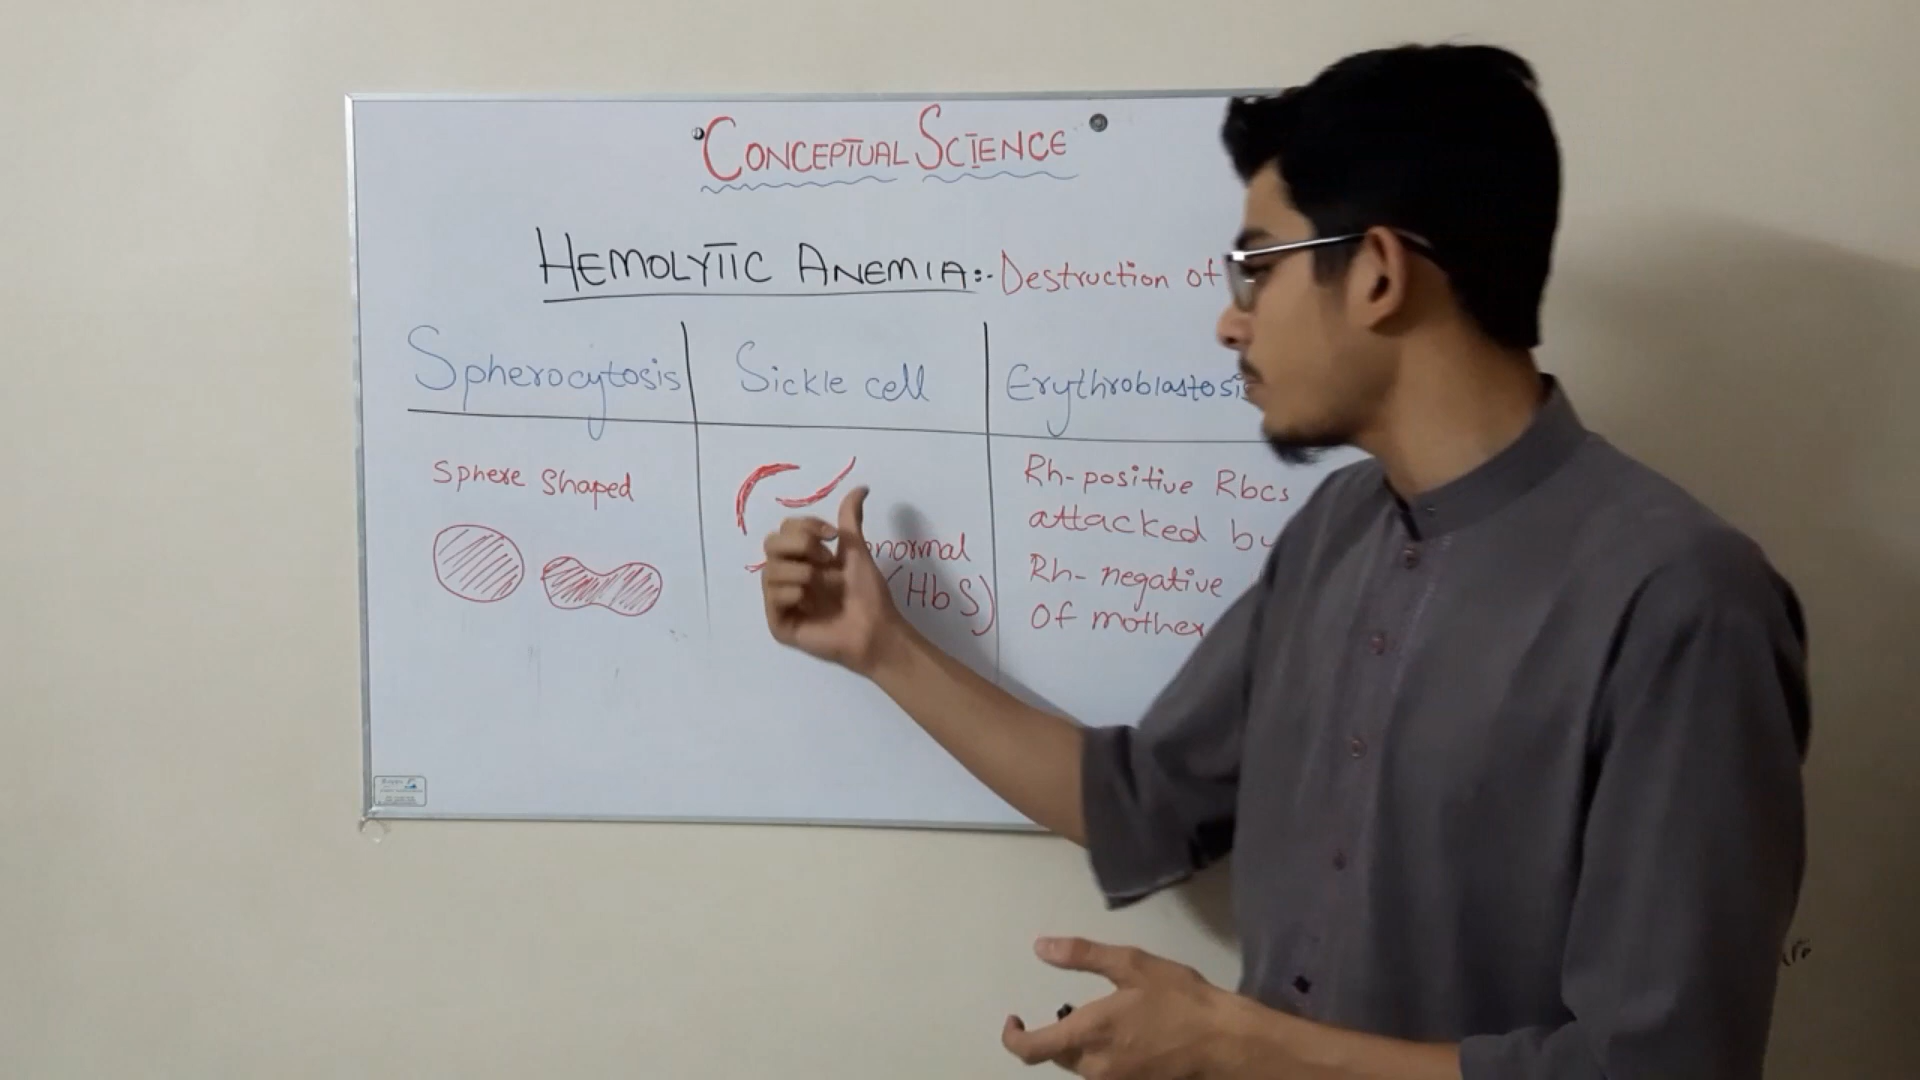 CONCEPTUAL SCIENCE
HEMOLYTIC ANEMIA:- Destruction of
Spherocytosis
Sickle cell
Erythroblastosis
Sphere Shaped
normal
(HbS)
Rh-positive Rbcs
attacked by
Rh- negative
of mother